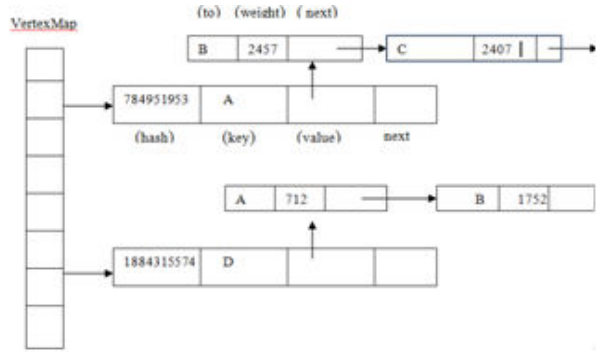 (to) (weight) (next)
VertexMap
B 2457 C 2407
784951953 A
(hash) (key) (value) next
A 712 B 1752
1884315574 D